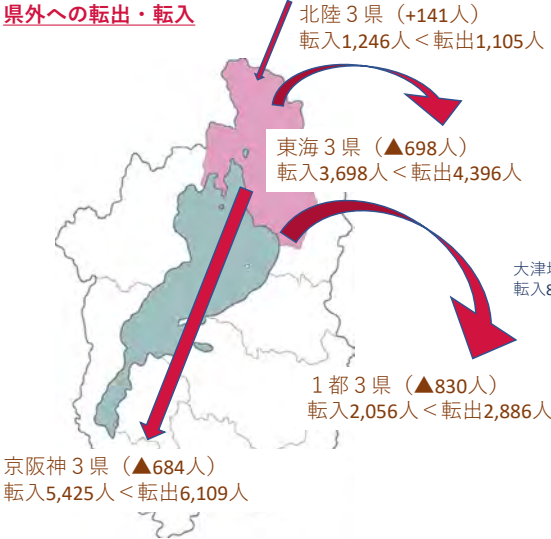 県外への転出・転入
北陸3県（+141人）
転入1,246人＜転出1,105人
東海３県（▲698人）
転入3,698人＜転出4,396人
大津
転入8
１都３県（▲830人）
転入2,056人＜転出2,886人
京阪神３県（▲684人）
転入5,425人＜転出6,109人